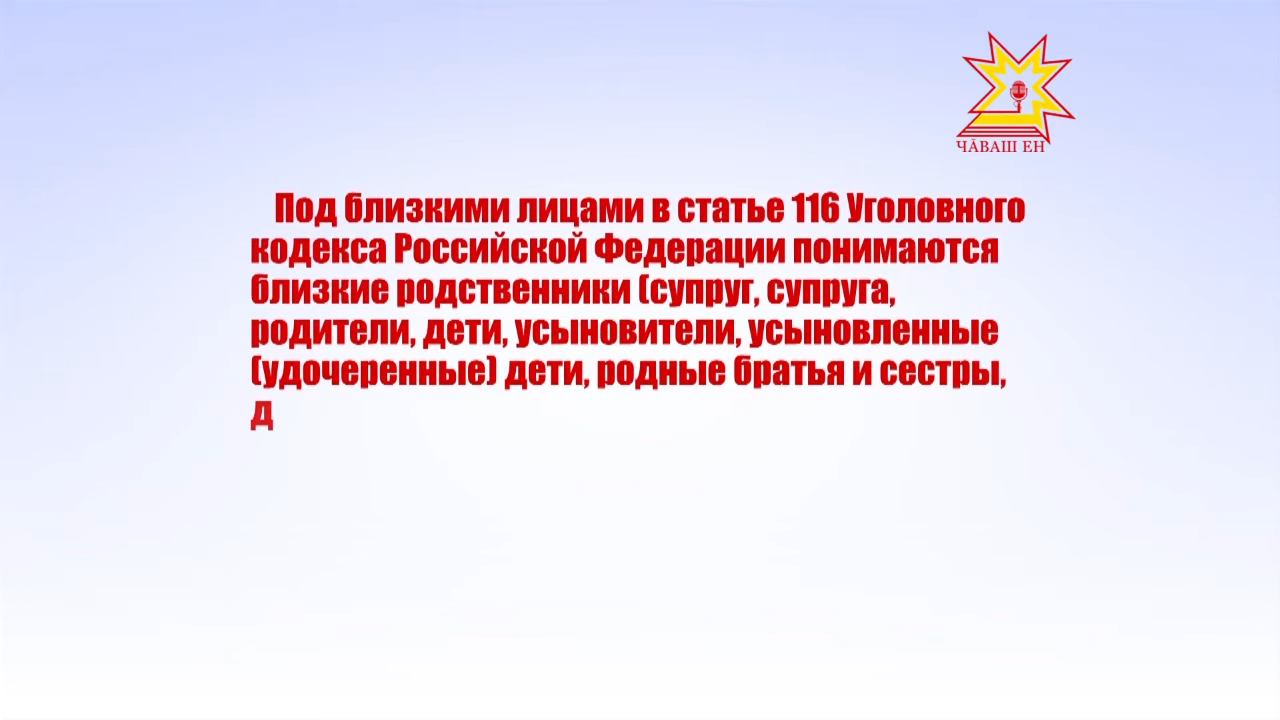 ЧӐВАШ ЕН
Под близкими лицами в статье 116 Уголовного
кодекса Российской Федерации понимаются
близкие родственники (супруг, супруга,
родители, дети, усыновители, усыновленные
(удочеренные) дети, родные братья и сестры,
д